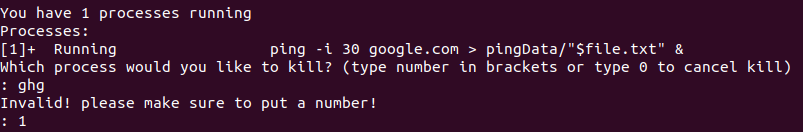 You have 1 processes running
Processes:
[1]+  Running                 ping -i 30 google.com > pingData/"$file.txt" &
Which process would you like to kill? (type number in brackets or type 0 to cancel kill)
: ghg
Invalid! please make sure to put a number!
: 1